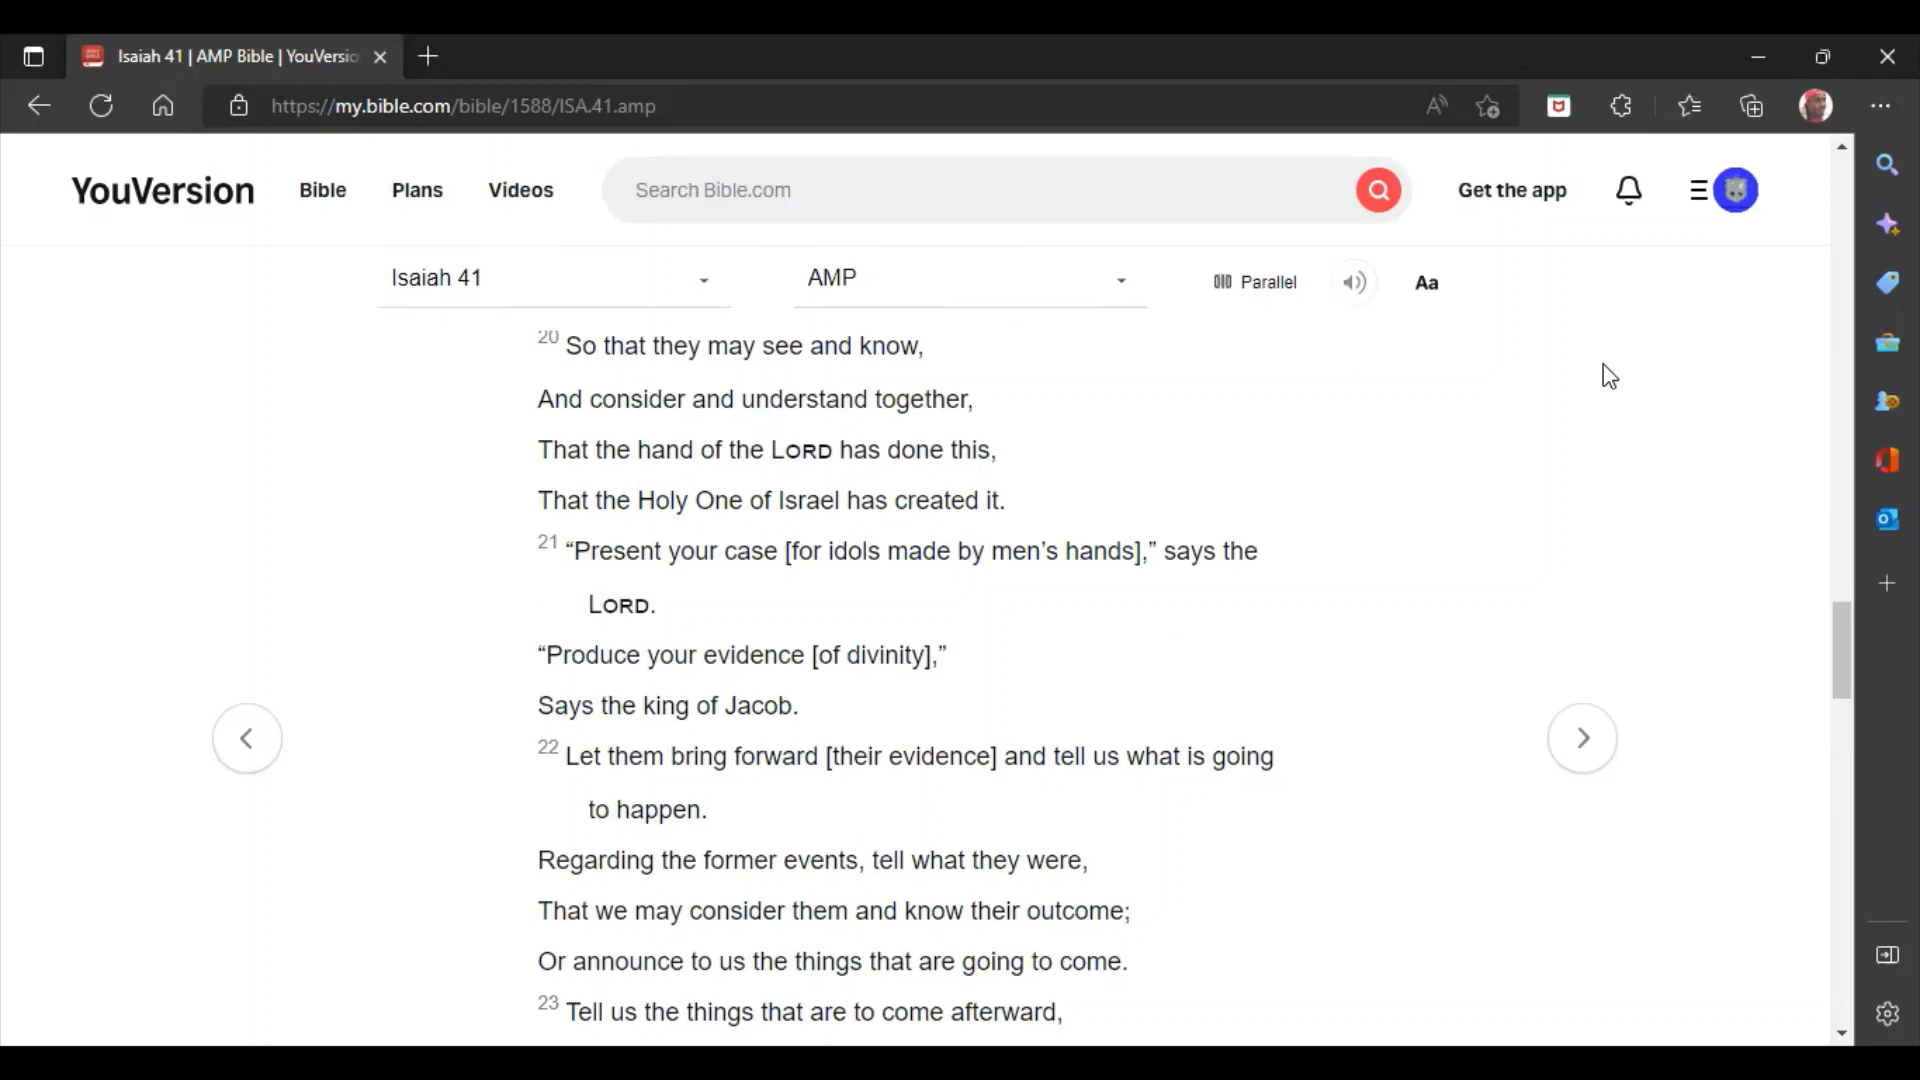 Isaiah 41 | AMP Bible | YouVersio
https://my.bible.com/bible/1588/ISA.41.amp
YouVersion Bible Plans Videos Search Bible.com Get the app
Isaiah 41 AMP Parallel Aa
20 So that they may see and know,
And consider and understand together,
That the hand of the LORD has done this,
That the Holy One of Israel has created it.
21 “Present your case [for idols made by men’s hands],” says the
LORD.
“Produce your evidence [of divinity],”
Says the king of Jacob.
22 Let them bring forward [their evidence] and tell us what is going
to happen.
Regarding the former events, tell what they were,
That we may consider them and know their outcome;
Or announce to us the things that are going to come.
23 Tell us the things that are to come afterward,